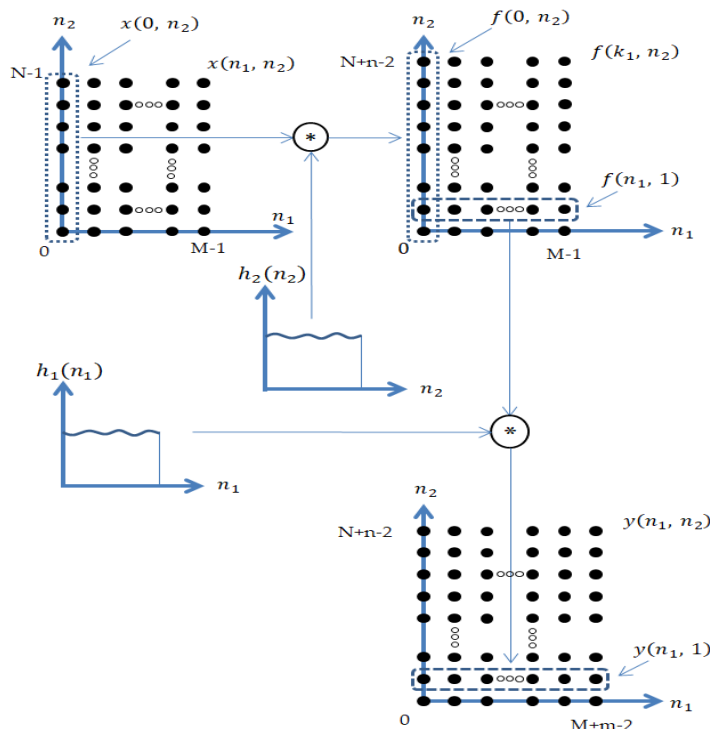 n₂
x(0, n₂)
N-1
x(n₁, n₂)
n₁
0
M-1
*
n₂
f(0, n₂)
N+n-2
f(k₁, n₂)
f(n₁, 1)
0
n₁
M-1
h₂(n₂)
n₂
h₁(n₁)
n₁
*
n₂
N+n-2
y(n₁, n₂)
y(n₁, 1)
0
n₁
M+m-2